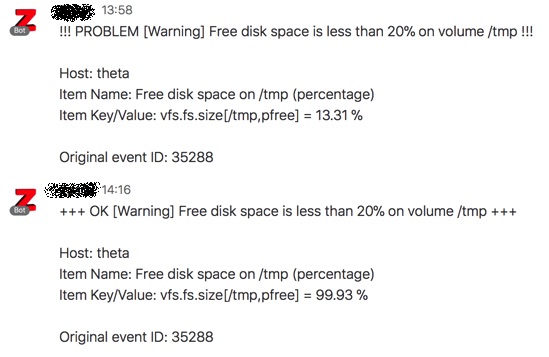 Z
Bot
13:58
!!! PROBLEM [Warning] Free disk space is less than 20% on volume /tmp !!!
Host: theta
Item Name: Free disk space on /tmp (percentage)
Item Key/Value: vfs.fs.size[/tmp,pfree] = 13.31 %
Original event ID: 35288
Z
Bot
14:16
+++ OK [Warning] Free disk space is less than 20% on volume /tmp +++
Host: theta
Item Name: Free disk space on /tmp (percentage)
Item Key/Value: vfs.fs.size[/tmp,pfree] = 99.93 %
Original event ID: 35288